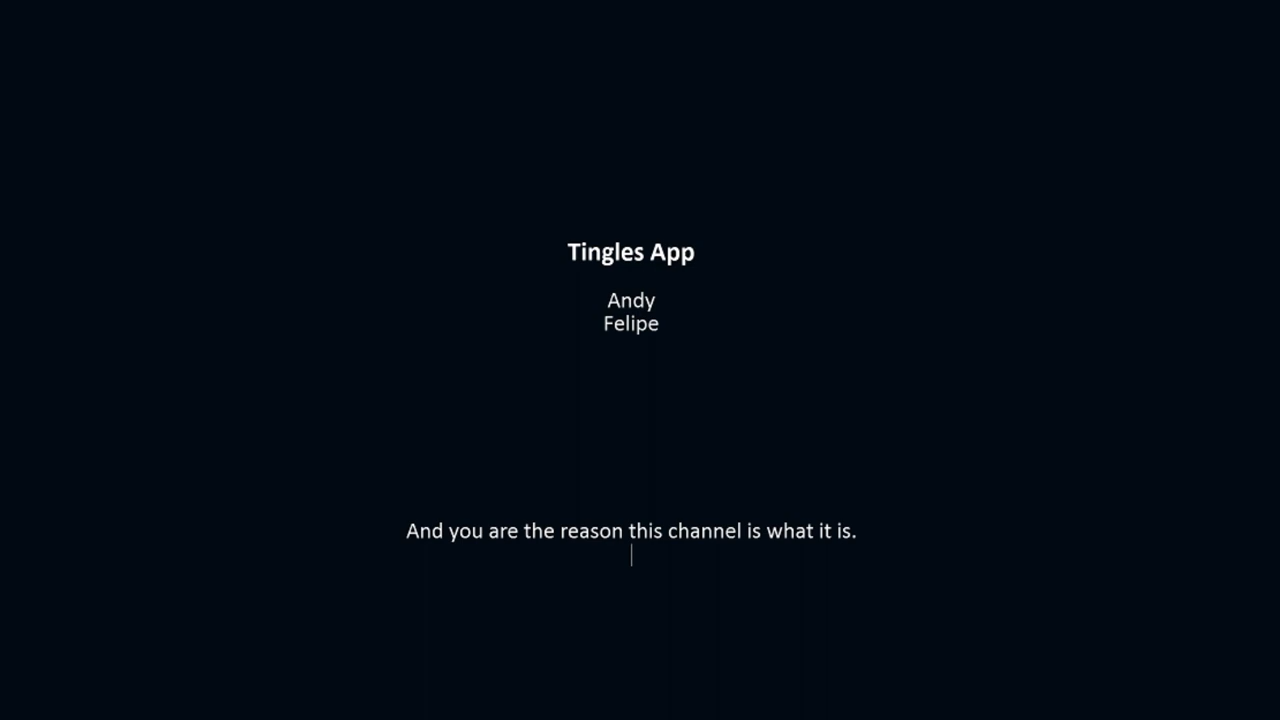 Tingles App
Andy
Felipe
And you are the reason this channel is what it is.